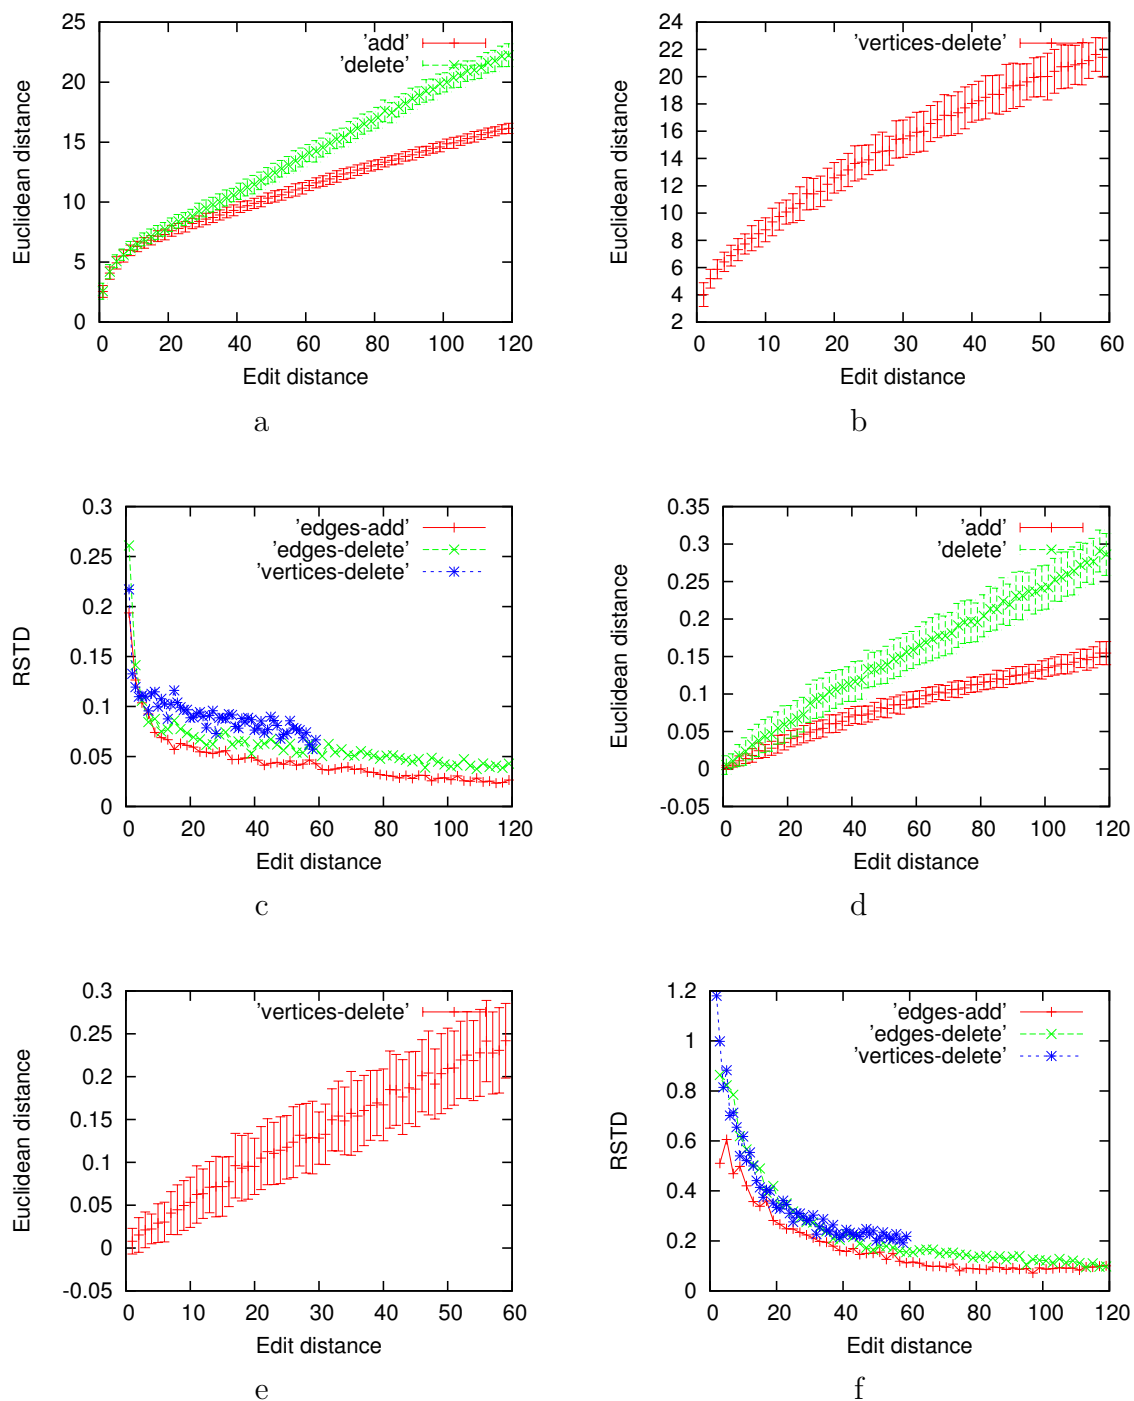 25
20
15
10
5
0
Euclidean distance
'add'
'delete'
0 20 40 60 80 100 120
Edit distance
a
24
22
20
18
16
14
12
10
8
6
4
2
Euclidean distance
'vertices-delete'
0 10 20 30 40 50 60
Edit distance
b
0.3
0.25
0.2
0.15
0.1
0.05
0
RSTD
'edges-add'
'edges-delete'
'vertices-delete'
0 20 40 60 80 100 120
Edit distance
c
0.35
0.3
0.25
0.2
0.15
0.1
0.05
0
-0.05
Euclidean distance
'add'
'delete'
0 20 40 60 80 100 120
Edit distance
d
0.3
0.25
0.2
0.15
0.1
0.05
0
-0.05
Euclidean distance
'vertices-delete'
0 10 20 30 40 50 60
Edit distance
e
1.2
1
0.8
0.6
0.4
0.2
0
RSTD
'edges-add'
'edges-delete'
'vertices-delete'
0 20 40 60 80 100 120
Edit distance
f